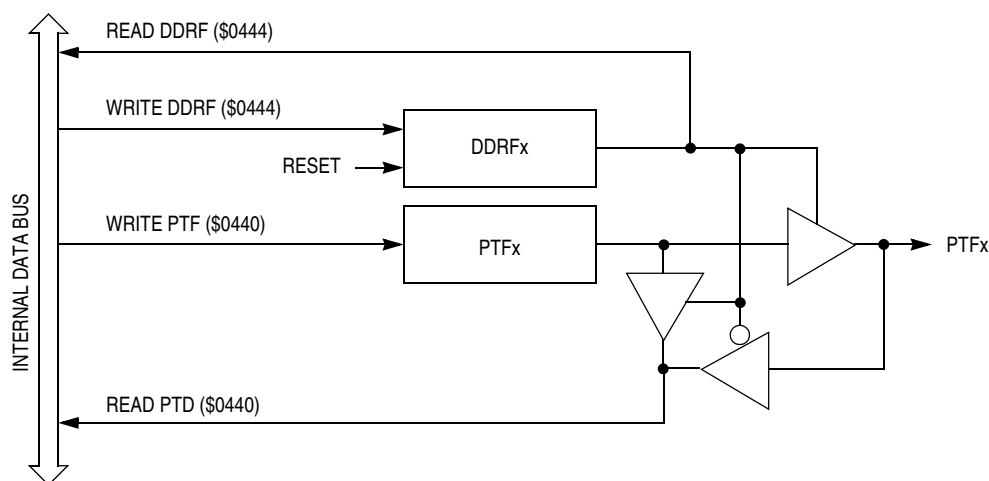 READ DDRF ($0444)
WRITE DDRF ($0444)
DDRFx
RESET
WRITE PTF ($0440)
PTFx
PTFx
INTERNAL DATA BUS
READ PTD ($0440)